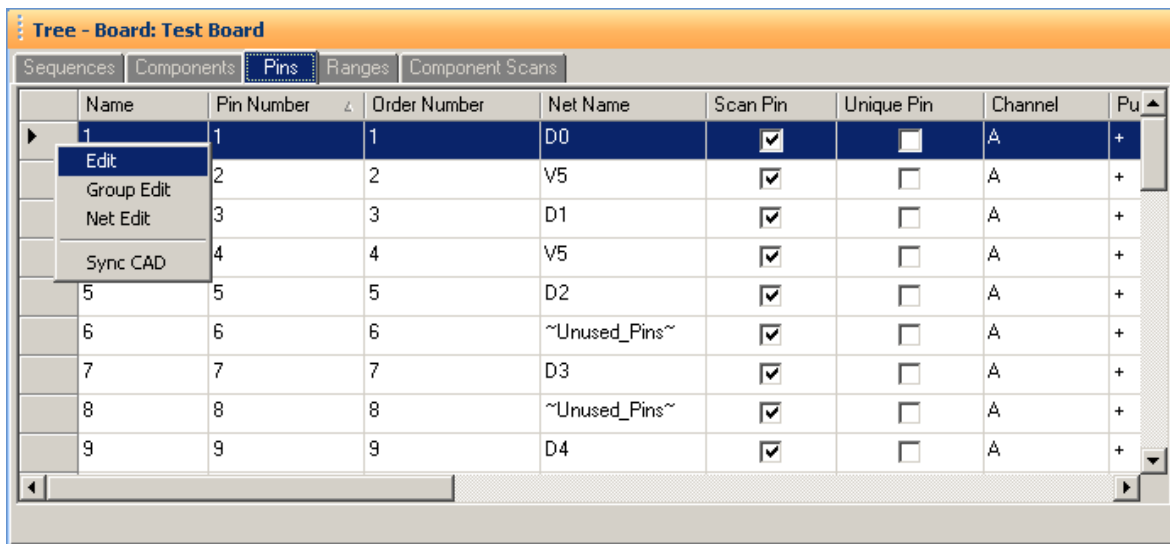 Tree - Board: Test Board
Sequences Components Pins Ranges Component Scans
Name Pin Number Order Number Net Name Scan Pin Unique Pin Channel Pu
1 1 1 D0 A +
Edit
2 2 V5 A +
Group Edit
Net Edit
3 3 D1 A +
4 4 V5 A +
Sync CAD
5 5 5 D2 A +
6 6 6 ~Unused_Pins~ A +
7 7 7 D3 A +
8 8 8 ~Unused_Pins~ A +
9 9 9 D4 A +